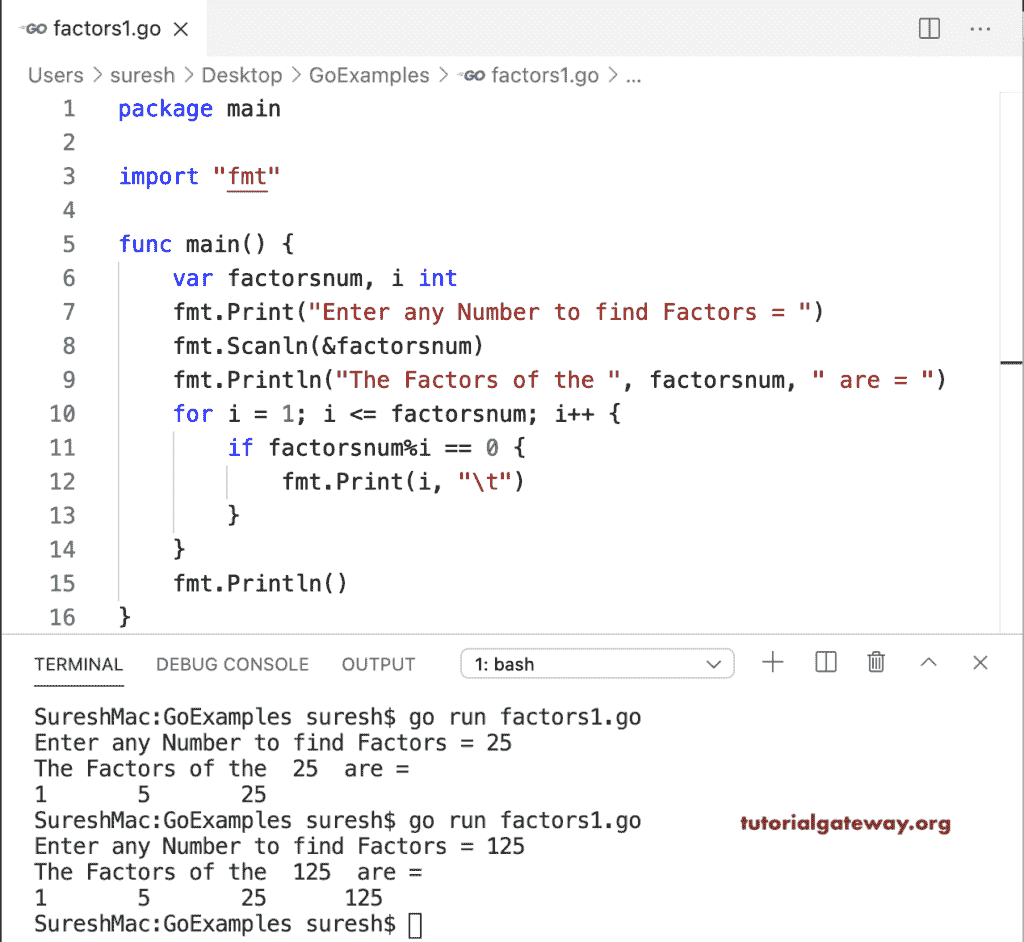 GO factors1.go
Users > suresh > Desktop > GoExamples > GO factors1.go > ...
1 package main
2
3 import "fmt"
4
5 func main() {
6     var factorsnum, i int
7     fmt.Print("Enter any Number to find Factors = ")
8     fmt.Scanln(&factorsnum)
9     fmt.Println("The Factors of the ", factorsnum, " are = ")
10     for i = 1; i <= factorsnum; i++ {
11         if factorsnum%i == 0 {
12             fmt.Print(i, "\t")
13         }
14     }
15     fmt.Println()
16 }
TERMINAL DEBUG CONSOLE OUTPUT 1: bash
SureshMac:GoExamples suresh$ go run factors1.go
Enter any Number to find Factors = 25
The Factors of the  25  are =
1       5       25
SureshMac:GoExamples suresh$ go run factors1.go
tutorialgateway.org
Enter any Number to find Factors = 125
The Factors of the  125  are =
1       5       25      125
SureshMac:GoExamples suresh$